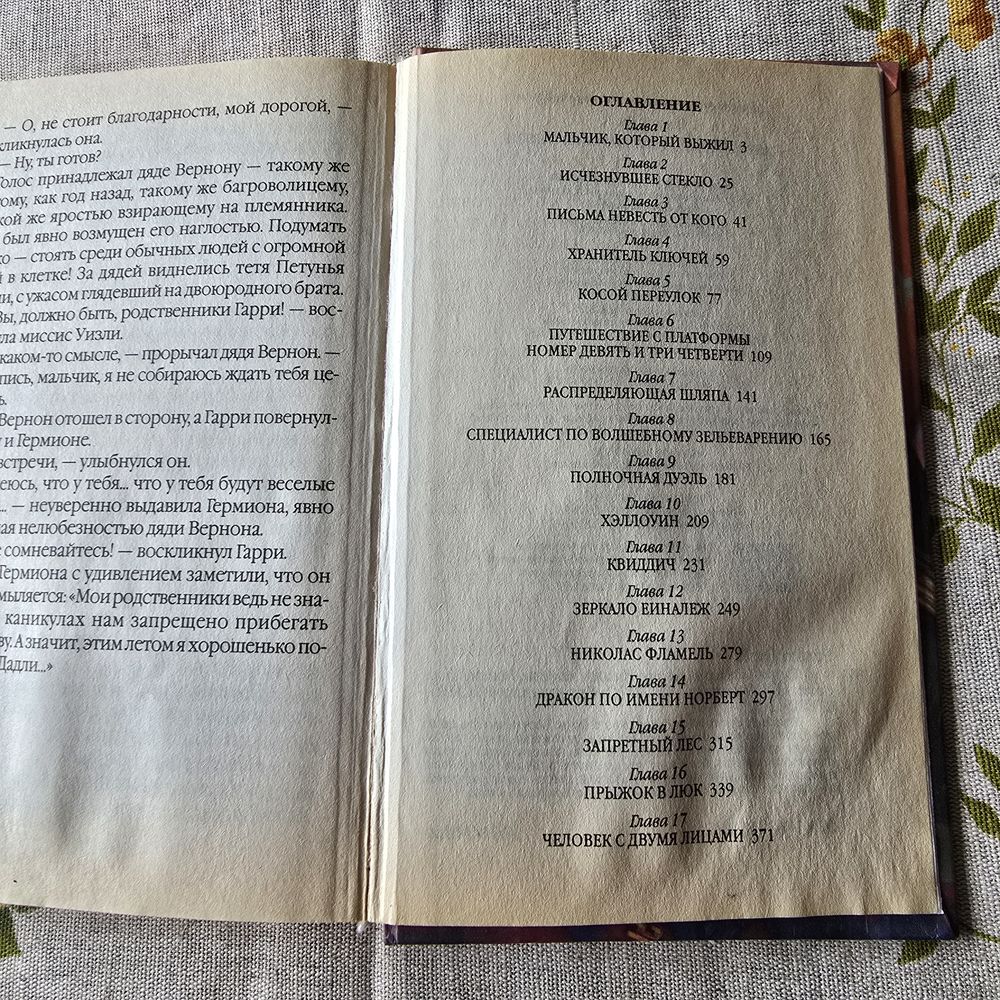 — О, не стоит благодарности, мой дорогой, —
кликнулась она.
— Ну, ты готов?
Голос принадлежал дяде Вернону — такому же
тому, как год назад, такому же багроволицему,
кой же яростью взирающему на племянника.
был явно возмущен его наглостью. Подумать
ко — стоять среди обычных людей с огромной
й в клетке! За дядей виднелись тетя Петунья
ли, с ужасом глядевший на двоюродного брата.
Вы, должно быть, родственники Гарри! — вос-
ла миссис Уизли.
каком-то смысле, — прорычал дядя Вернон. —
пись, мальчик, я не собираюсь ждать тебя це-
ь.
Вернон отошел в сторону, а Гарри повернул-
у и Гермионе.
встречи, — улыбнулся он.
еюсь, что у тебя... что у тебя будут веселые
... — неуверенно выдавила Гермиона, явно
ая нелюбезностью дяди Вернона.
е сомневайтесь! — воскликнул Гарри.
Гермиона с удивлением заметили, что он
мыляется: «Мои родственники ведь не зна-
каникулах нам запрещено прибегать
ву. А значит, этим летом я хорошенько по-
Дадли...»
ОГЛАВЛЕНИЕ
Глава 1
МАЛЬЧИК, КОТОРЫЙ ВЫЖИЛ 3
Глава 2
ИСЧЕЗНУВШЕЕ СТЕКЛО 25
Глава 3
ПИСЬМА НЕВЕСТЬ ОТ КОГО 41
Глава 4
ХРАНИТЕЛЬ КЛЮЧЕЙ 59
Глава 5
КОСОЙ ПЕРЕУЛОК 77
Глава 6
ПУТЕШЕСТВИЕ С ПЛАТФОРМЫ
НОМЕР ДЕВЯТЬ И ТРИ ЧЕТВЕРТИ 109
Глава 7
РАСПРЕДЕЛЯЮЩАЯ ШЛЯПА 141
Глава 8
СПЕЦИАЛИСТ ПО ВОЛШЕБНОМУ ЗЕЛЬЕВАРЕНИЮ 165
Глава 9
ПОЛНОЧНАЯ ДУЭЛЬ 181
Глава 10
ХЭЛЛОУИН 209
Глава 11
КВИДДИЧ 231
Глава 12
ЗЕРКАЛО ЕИНАЛЕЖ 249
Глава 13
НИКОЛАС ФЛАМЕЛЬ 279
Глава 14
ДРАКОН ПО ИМЕНИ НОРБЕРТ 297
Глава 15
ЗАПРЕТНЫЙ ЛЕС 315
Глава 16
ПРЫЖОК В ЛЮК 339
Глава 17
ЧЕЛОВЕК С ДВУМЯ ЛИЦАМИ 371